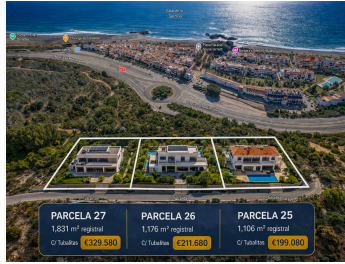 PARCELA 27
1,831 m² registral
C/ Tubalitas €329.580
PARCELA 26
1,176 m² registral
C/ Tubalitas €211.680
PARCELA 25
1,106 m² registral
C/ Tubalitas €199.080